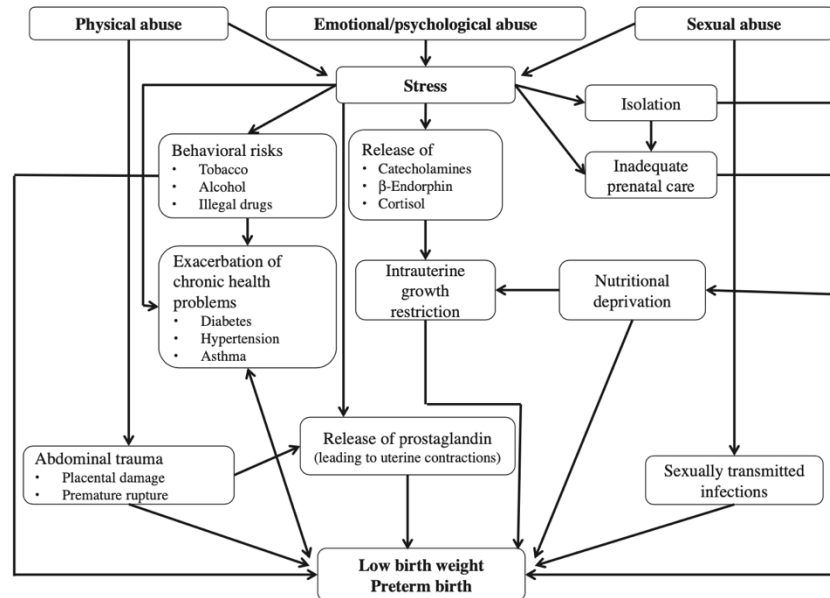 Physical abuse
Emotional/psychological abuse
Sexual abuse
Stress
Isolation
Behavioral risks
• Tobacco
• Alcohol
• Illegal drugs
Release of
• Catecholamines
• β-Endorphin
• Cortisol
Inadequate
prenatal care
Exacerbation of
chronic health
problems
• Diabetes
• Hypertension
• Asthma
Intrauterine
growth
restriction
Nutritional
deprivation
Abdominal trauma
• Placental damage
• Premature rupture
Release of prostaglandin
(leading to uterine contractions)
Sexually transmitted
infections
Low birth weight
Preterm birth